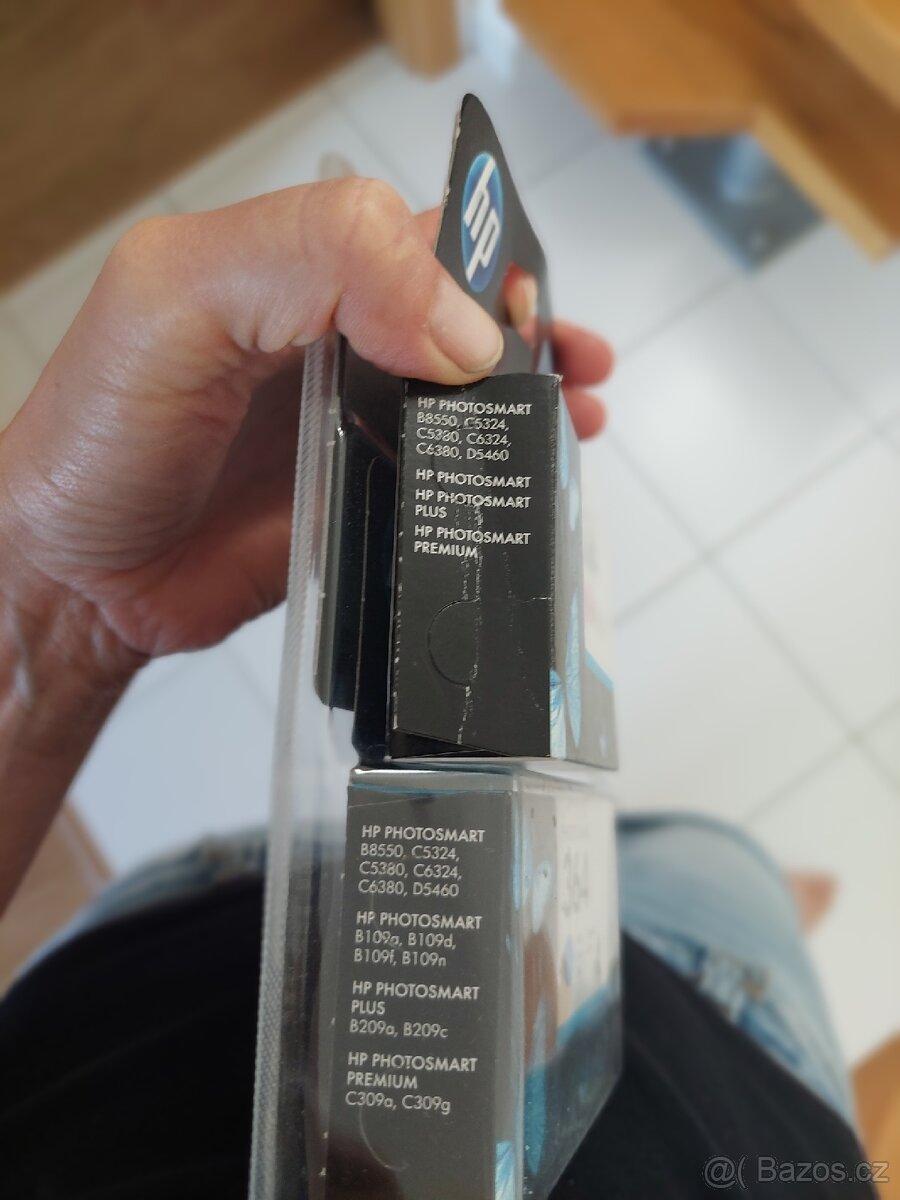 hp
HP PHOTOSMART
B8550, C5324,
C5380, C6324,
C6380, D5460
HP PHOTOSMART
HP PHOTOSMART
PLUS
HP PHOTOSMART
PREMIUM
HP PHOTOSMART
B8550, C5324,
C5380, C6324,
C6380, D5460
HP PHOTOSMART
B109a, B109d,
B109f, B109n
HP PHOTOSMART
PLUS
B209a, B209c
HP PHOTOSMART
PREMIUM
C309a, C309g
364
@( Bazos.cz